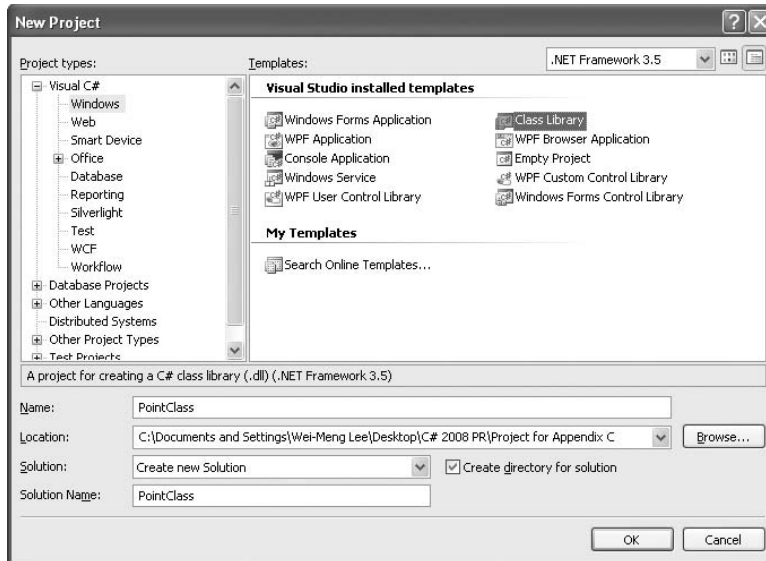 New Project
Project types:
Templates:
.NET Framework 3.5
Visual C#
Windows
Web
Smart Device
Office
Database
Reporting
Silverlight
Test
WCF
Workflow
Database Projects
Other Languages
Distributed Systems
Other Project Types
Test Projects
Visual Studio installed templates
Windows Forms Application
WPF Application
Console Application
Windows Service
WPF User Control Library
Class Library
WPF Browser Application
Empty Project
WPF Custom Control Library
Windows Forms Control Library
My Templates
Search Online Templates...
A project for creating a C# class library (.dll) (.NET Framework 3.5)
Name:
PointClass
Location:
C:\Documents and Settings\Wei-Meng Lee\Desktop\C# 2008 PR\Project for Appendix C
Browse...
Solution:
Create new Solution
Create directory for solution
Solution Name:
PointClass
OK
Cancel